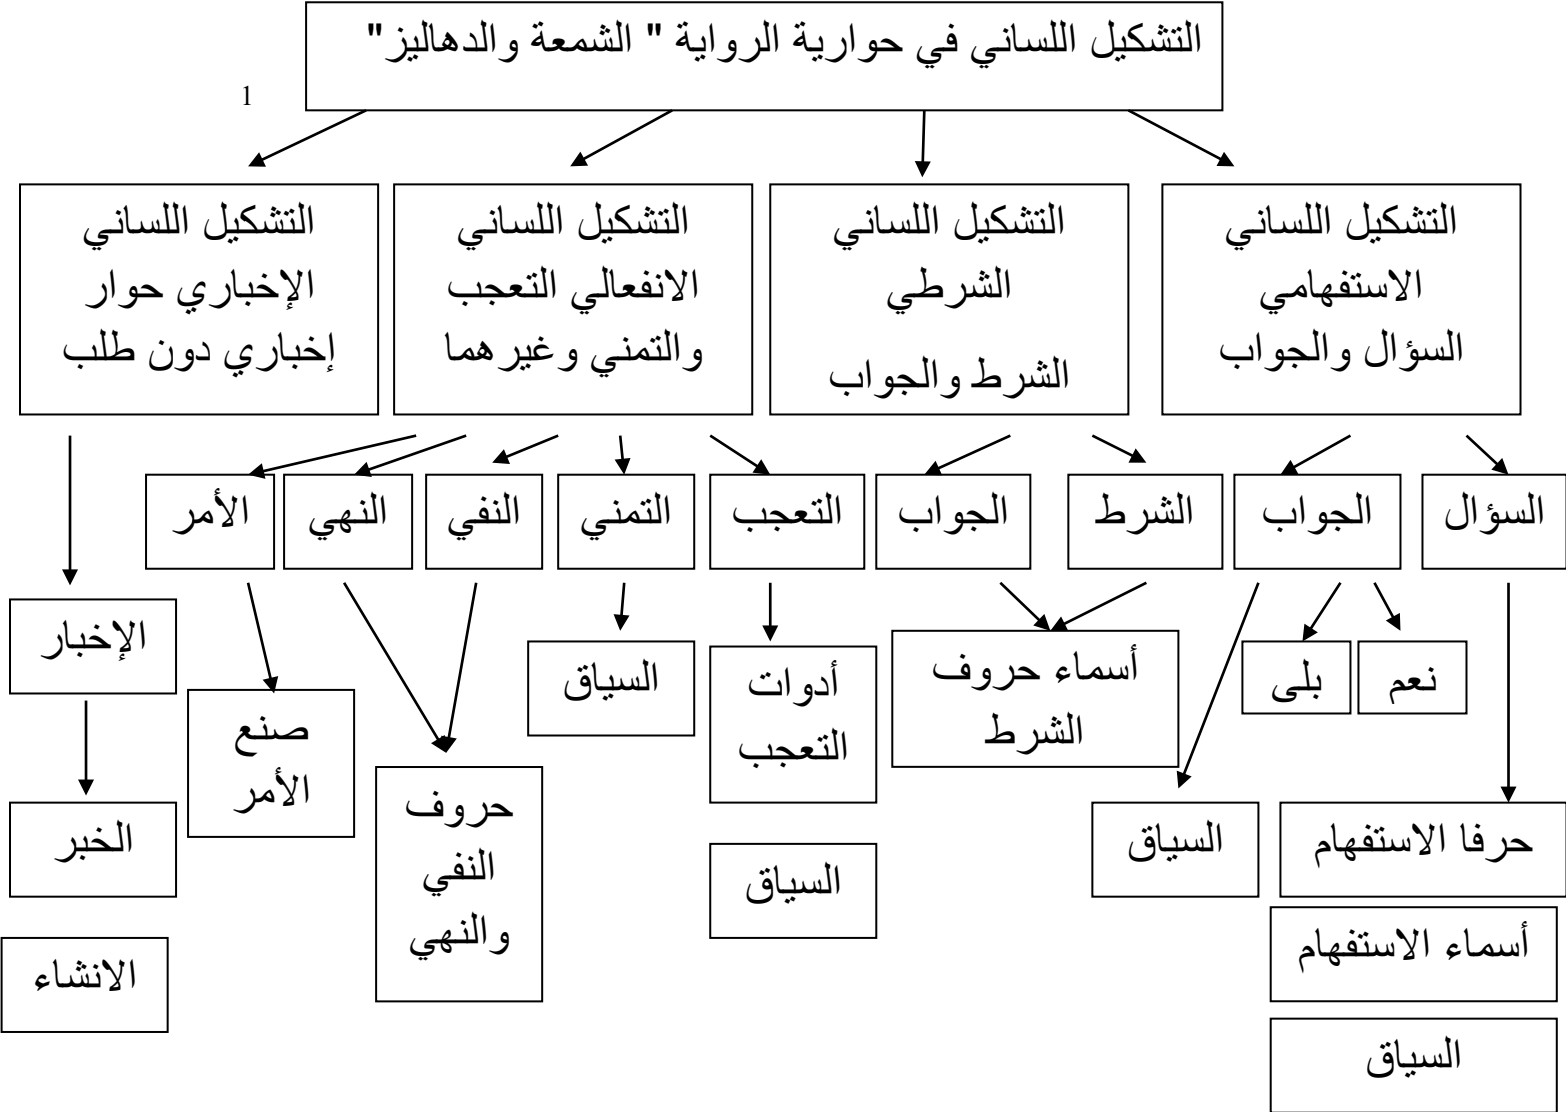 التشكيل اللساني في حوارية الرواية " الشمعة والدهاليز"
1
التشكيل اللساني
الاستفهامي
السؤال والجواب
التشكيل اللساني
الشرطي
الشرط والجواب
التشكيل اللساني
الانفعالي التعجب
والتمني وغيرهما
التشكيل اللساني
الإخباري حوار
إخباري دون طلب
السؤال
الجواب
الشرط
الجواب
التعجب
التمني
النفي
النهي
الأمر
الإخبار
نعم
بلى
أسماء حروف
الشرط
أدوات
التعجب
السياق
صنع
الأمر
حروف
النفي
والنهي
حرفا الاستفهام
السياق
الخبر
السياق
أسماء الاستفهام
الانشاء
السياق